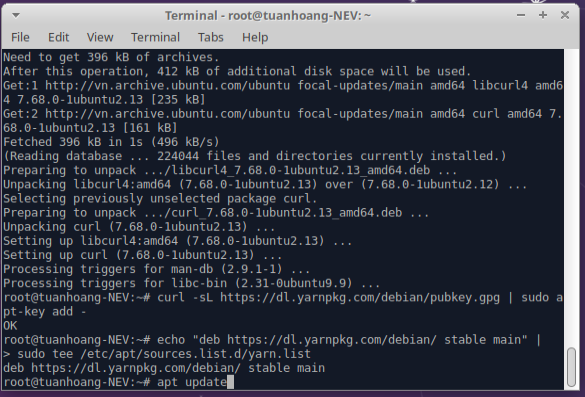 Terminal - root@tuanhoang-NEV: ~
File Edit View Terminal Tabs Help
Need to get 396 kB of archives.
After this operation, 412 kB of additional disk space will be used.
Get:1 http://vn.archive.ubuntu.com/ubuntu focal-updates/main amd64 libcurl4 amd6
4 7.68.0-1ubuntu2.13 [235 kB]
Get:2 http://vn.archive.ubuntu.com/ubuntu focal-updates/main amd64 curl amd64 7.
68.0-1ubuntu2.13 [161 kB]
Fetched 396 kB in 1s (496 kB/s)
(Reading database ... 224044 files and directories currently installed.)
Preparing to unpack .../libcurl4_7.68.0-1ubuntu2.13_amd64.deb ...
Unpacking libcurl4:amd64 (7.68.0-1ubuntu2.13) over (7.68.0-1ubuntu2.12) ...
Selecting previously unselected package curl.
Preparing to unpack .../curl_7.68.0-1ubuntu2.13_amd64.deb ...
Unpacking curl (7.68.0-1ubuntu2.13) ...
Setting up libcurl4:amd64 (7.68.0-1ubuntu2.13) ...
Setting up curl (7.68.0-1ubuntu2.13) ...
Processing triggers for man-db (2.9.1-1) ...
Processing triggers for libc-bin (2.31-0ubuntu9.9) ...
root@tuanhoang-NEV:~# curl -sL https://dl.yarnpkg.com/debian/pubkey.gpg | sudo a
pt-key add -
OK
root@tuanhoang-NEV:~# echo "deb https://dl.yarnpkg.com/debian/ stable main" |
> sudo tee /etc/apt/sources.list.d/yarn.list
deb https://dl.yarnpkg.com/debian/ stable main
root@tuanhoang-NEV:~# apt update